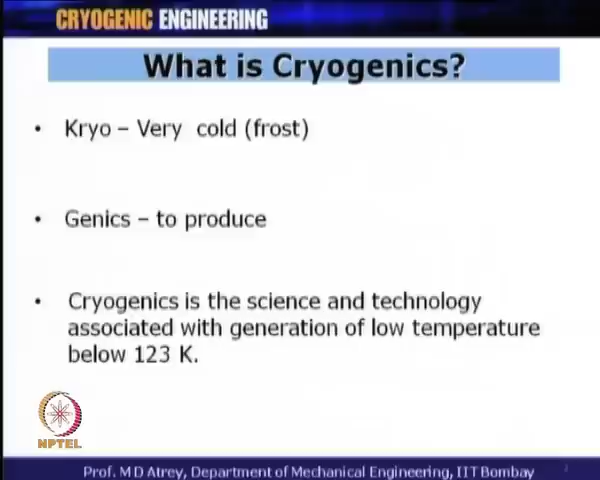 CRYOGENIC ENGINEERING
What is Cryogenics?
• Kryo – Very cold (frost)
• Genics – to produce
• Cryogenics is the science and technology
associated with generation of low temperature
below 123 K.
NPTEL
Prof. M D Atrey, Department of Mechanical Engineering, IIT Bombay